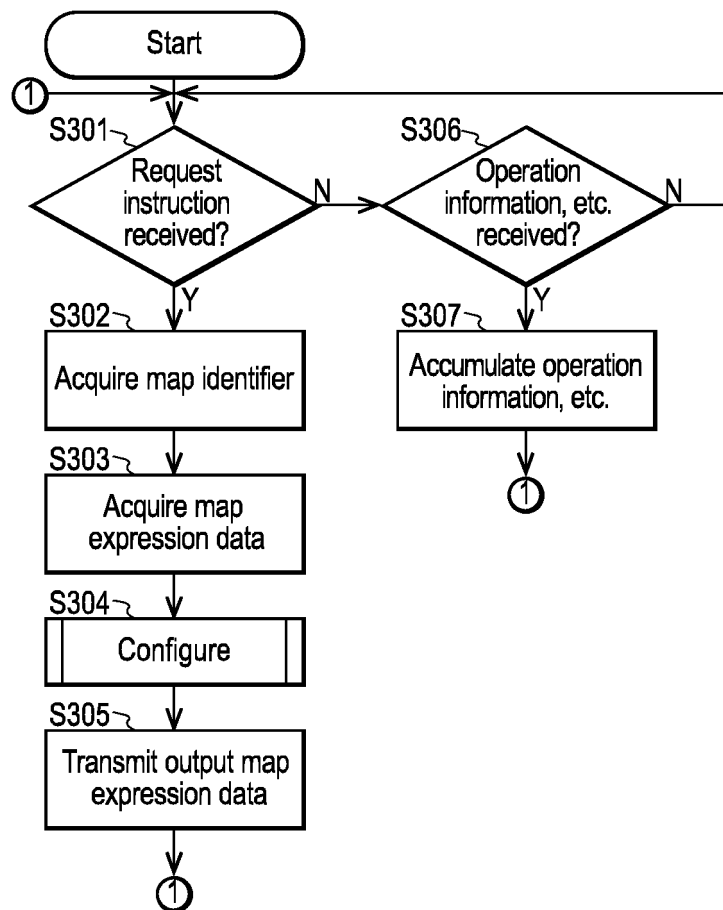 Start
1
S301
Request
instruction
received?
N
Y
S306
Operation
information, etc.
received?
N
Y
S302
Acquire map identifier
S307
Accumulate operation
information, etc.
1
S303
Acquire map
expression data
S304
Configure
S305
Transmit output map
expression data
1